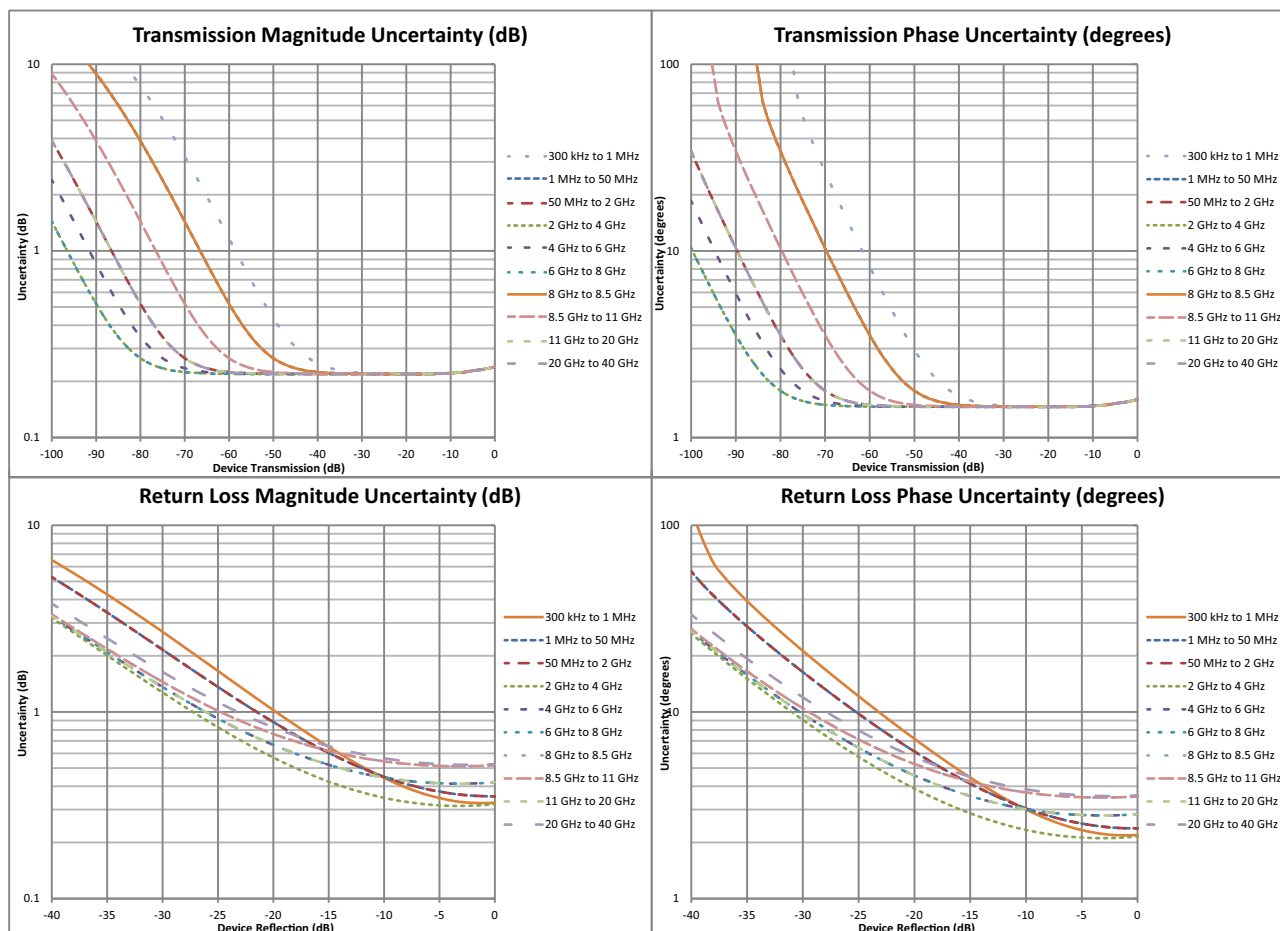 Transmission Magnitude Uncertainty (dB)
10
1
0.1
Uncertainty (dB)
-100 -90 -80 -70 -60 -50 -40 -30 -20 -10 0
Device Transmission (dB)
300 kHz to 1 MHz
1 MHz to 50 MHz
50 MHz to 2 GHz
2 GHz to 4 GHz
4 GHz to 6 GHz
6 GHz to 8 GHz
8 GHz to 8.5 GHz
8.5 GHz to 11 GHz
11 GHz to 20 GHz
20 GHz to 40 GHz
Transmission Phase Uncertainty (degrees)
100
10
1
Uncertainty (degrees)
-100 -90 -80 -70 -60 -50 -40 -30 -20 -10 0
Device Transmission (dB)
300 kHz to 1 MHz
1 MHz to 50 MHz
50 MHz to 2 GHz
2 GHz to 4 GHz
4 GHz to 6 GHz
6 GHz to 8 GHz
8 GHz to 8.5 GHz
8.5 GHz to 11 GHz
11 GHz to 20 GHz
20 GHz to 40 GHz
Return Loss Magnitude Uncertainty (dB)
10
1
0.1
Uncertainty (dB)
-40 -35 -30 -25 -20 -15 -10 -5 0
Device Reflection (dB)
300 kHz to 1 MHz
1 MHz to 50 MHz
50 MHz to 2 GHz
2 GHz to 4 GHz
4 GHz to 6 GHz
6 GHz to 8 GHz
8 GHz to 8.5 GHz
8.5 GHz to 11 GHz
11 GHz to 20 GHz
20 GHz to 40 GHz
Return Loss Phase Uncertainty (degrees)
100
10
1
Uncertainty (degrees)
-40 -35 -30 -25 -20 -15 -10 -5 0
Device Reflection (dB)
300 kHz to 1 MHz
1 MHz to 50 MHz
50 MHz to 2 GHz
2 GHz to 4 GHz
4 GHz to 6 GHz
6 GHz to 8 GHz
8 GHz to 8.5 GHz
8.5 GHz to 11 GHz
11 GHz to 20 GHz
20 GHz to 40 GHz